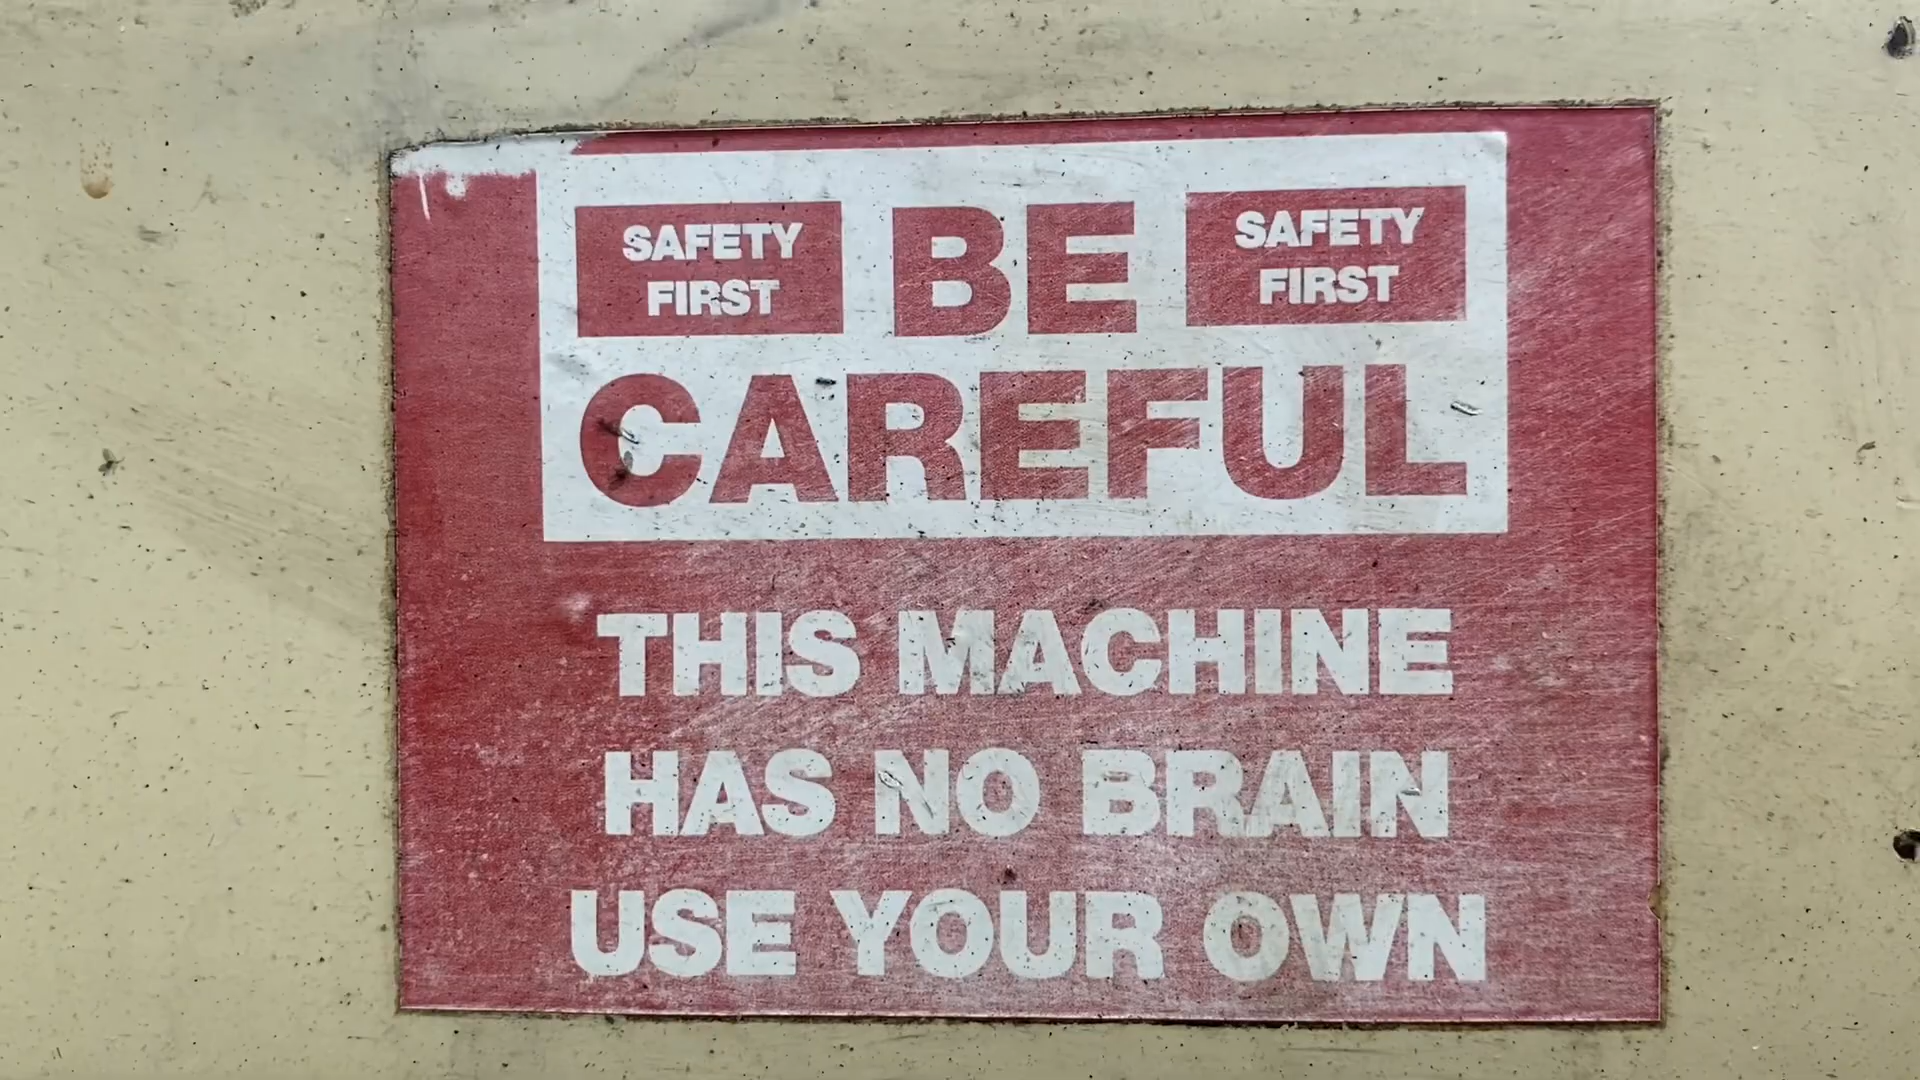 SAFETY FIRST BE SAFETY FIRST
CAREFUL
THIS MACHINE
HAS NO BRAIN
USE YOUR OWN